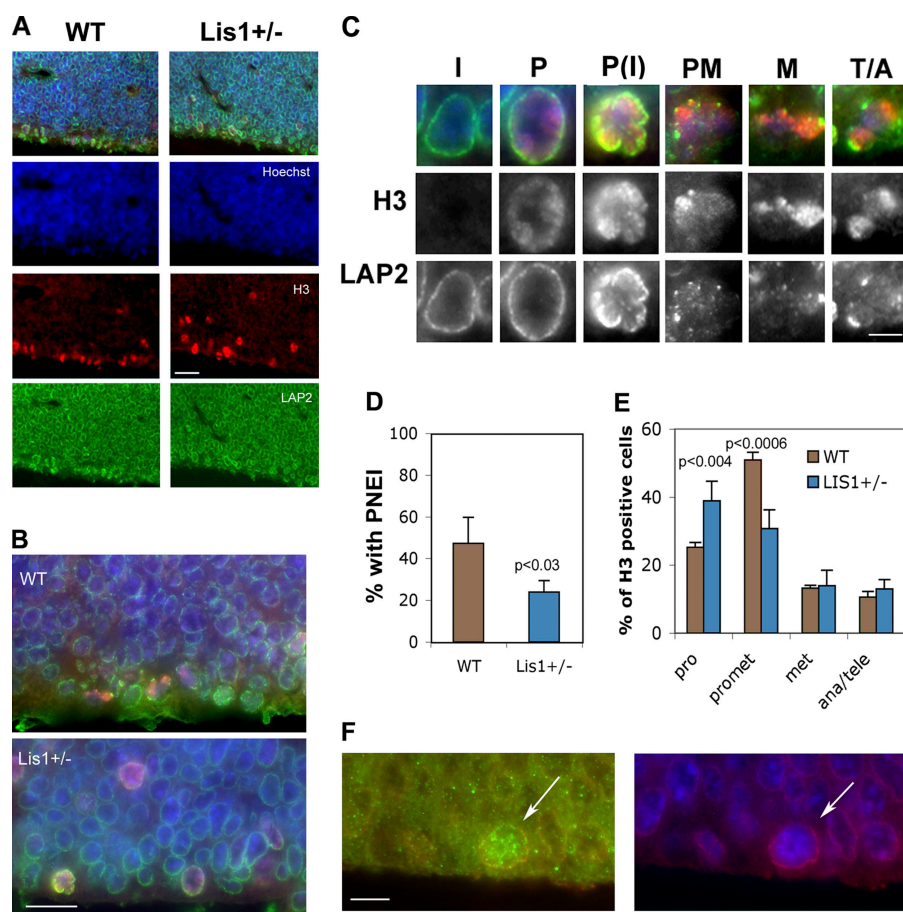 A
WT
Lis1+/-
Hoechst
H3
LAP2
B
WT
Lis1+/-
C
I
P
P(I)
PM
M
T/A
H3
LAP2
D
% with PNEI
100
80
60
40
20
0
p<0.03
WT
Lis1+/-
E
% of H3 positive cells
60
40
20
0
p<0.004
p<0.0006
WT
LIS1+/-
pro
promet
met
ana/tele
F